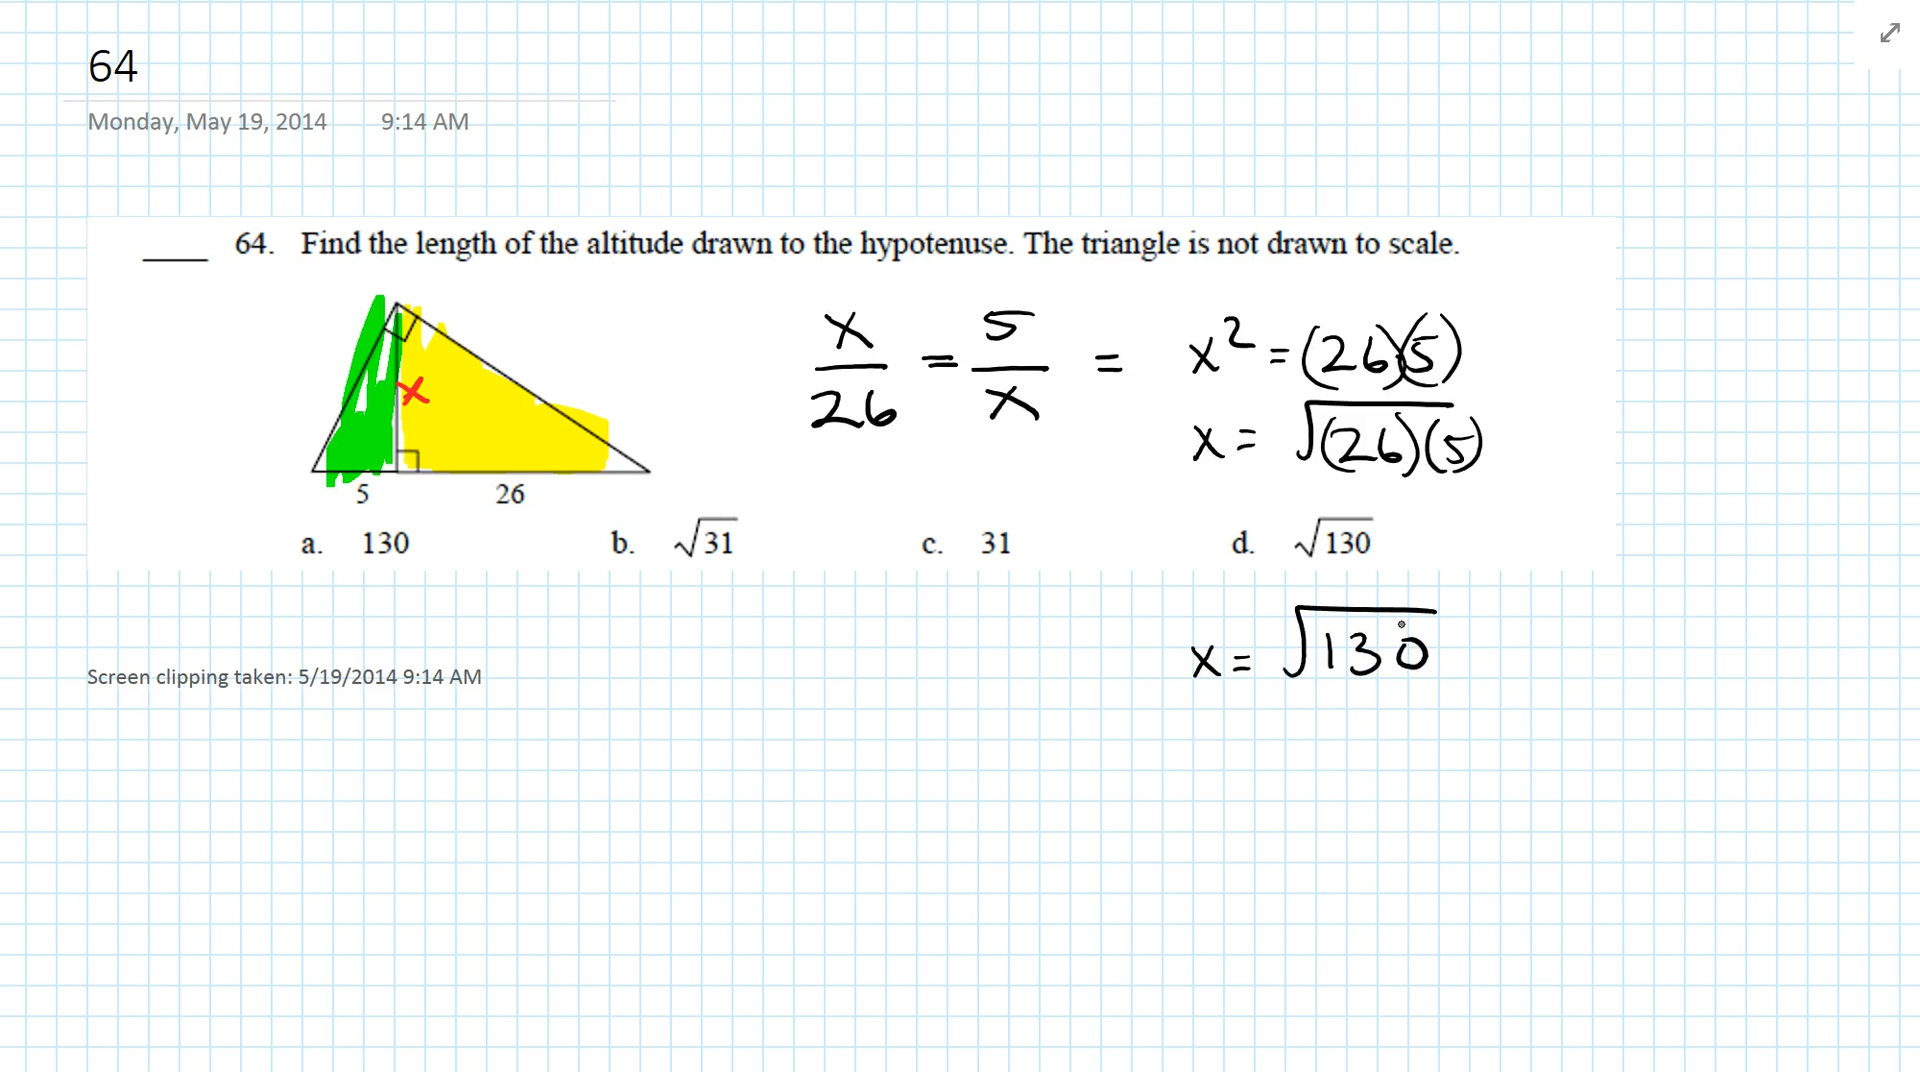 64
Monday, May 19, 2014 9:14 AM
____ 64. Find the length of the altitude drawn to the hypotenuse. The triangle is not drawn to scale.
x/26 = 5/x = x² = (26)(5)
x
x = √(26)(5)
5 26
a. 130 b. √31 c. 31 d. √130
x = √130
Screen clipping taken: 5/19/2014 9:14 AM